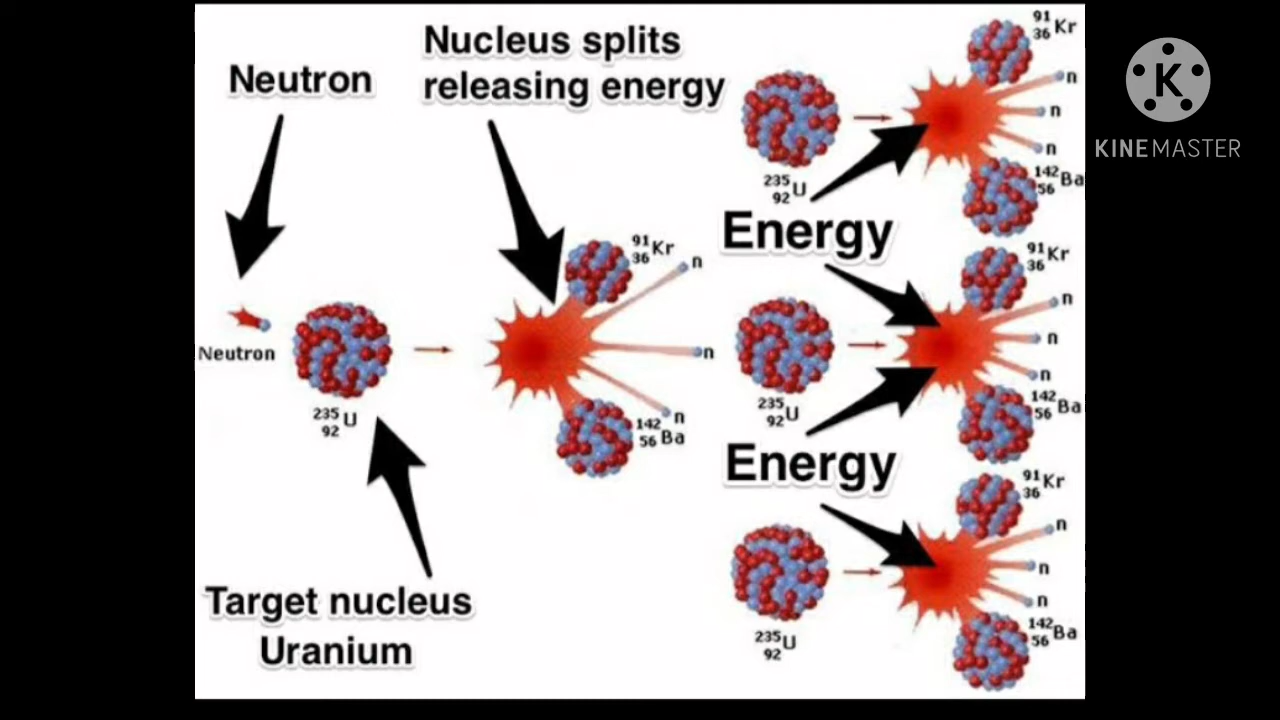 Neutron
Nucleus splits
releasing energy
Neutron
235
92 U
91
36 Kr
n
n
n
142
56 Ba
Target nucleus
Uranium
235
92 U
91
36 Kr
n
n
n
142
56 Ba
Energy
235
92 U
91
36 Kr
n
n
n
142
56 Ba
Energy
235
92 U
91
36 Kr
n
n
n
142
56 Ba
K
KINEMASTER